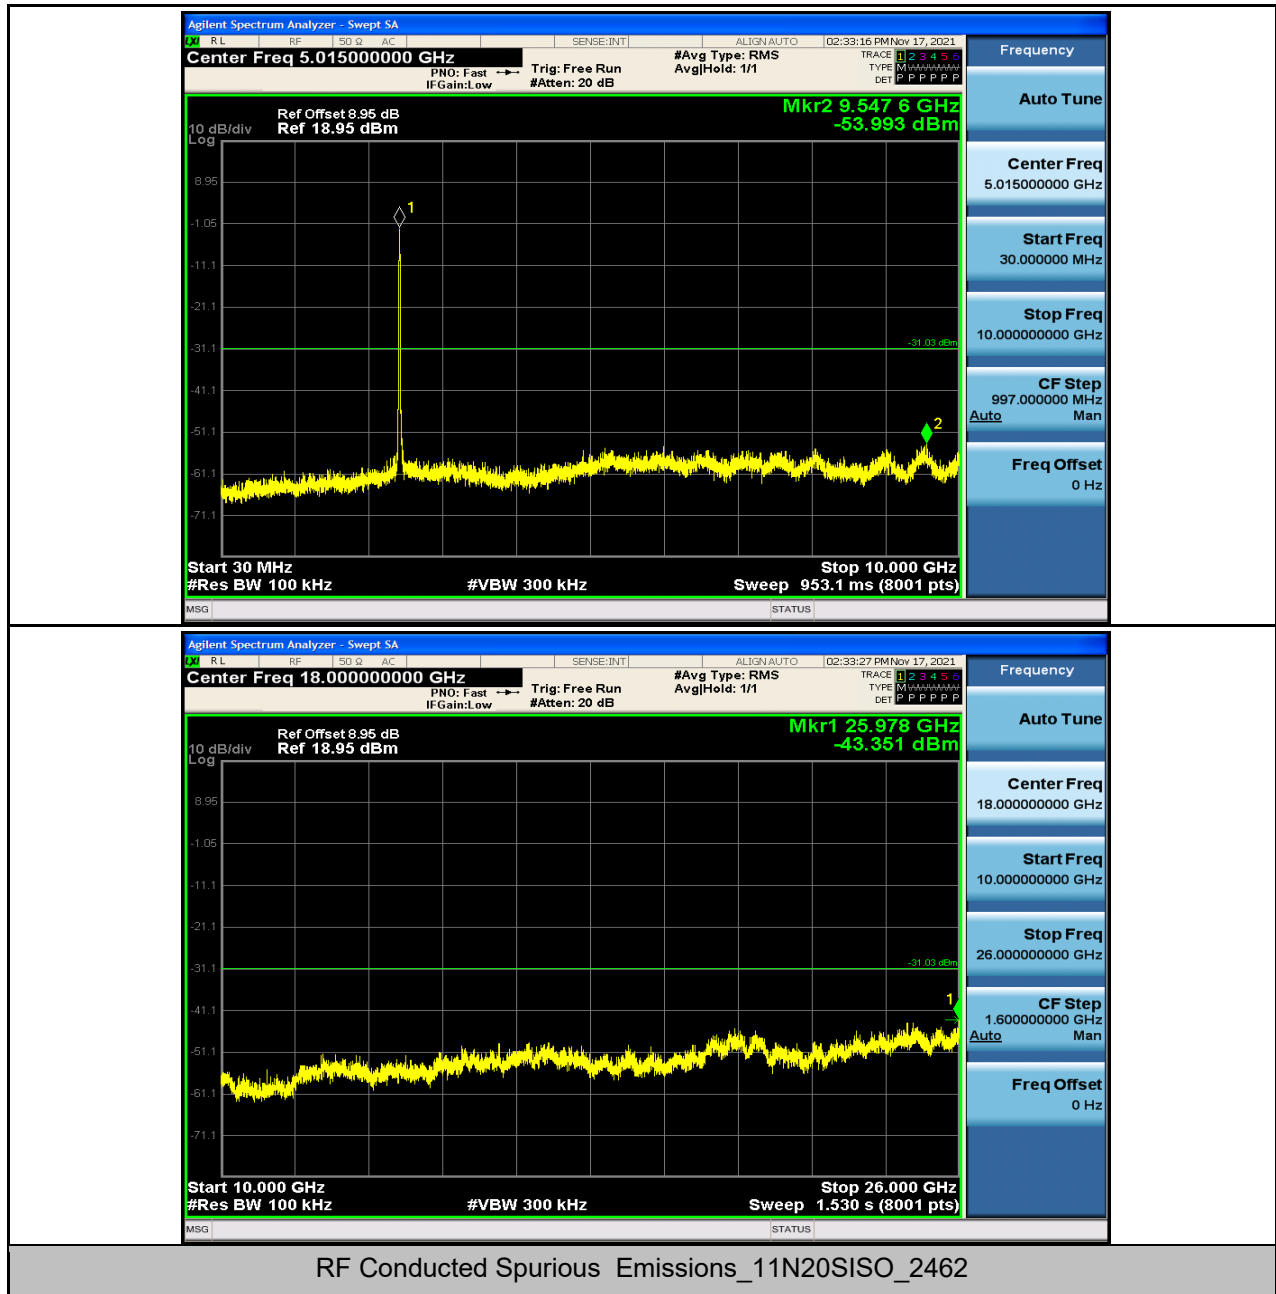 Agilent Spectrum Analyzer - Swept SA
LXI RL RF 50 Ω AC SENSE:INT ALIGN AUTO 02:33:16 PM Nov 17, 2021
Center Freq 5.015000000 GHz
PNO: Fast
IFGain:Low
Trig: Free Run
#Atten: 20 dB
#Avg Type: RMS
Avg|Hold: 1/1
TRACE 1 2 3 4 5 6
TYPE M
DET P P P P P P
Ref Offset 8.95 dB
10 dB/div Ref 18.95 dBm
Log
Mkr2 9.547 6 GHz
-53.993 dBm
8.95
-1.05
-11.1
-21.1
-31.1
-41.1
-51.1
-61.1
-71.1
1
-31.03 dBm
2
Start 30 MHz
Stop 10.000 GHz
#Res BW 100 kHz
#VBW 300 kHz
Sweep 953.1 ms (8001 pts)
MSG
STATUS
Frequency
Auto Tune
Center Freq
5.015000000 GHz
Start Freq
30.000000 MHz
Stop Freq
10.000000000 GHz
CF Step
997.000000 MHz
Auto Man
Freq Offset
0 Hz
Agilent Spectrum Analyzer - Swept SA
LXI RL RF 50 Ω AC SENSE:INT ALIGN AUTO 02:33:27 PM Nov 17, 2021
Center Freq 18.000000000 GHz
PNO: Fast
IFGain:Low
Trig: Free Run
#Atten: 20 dB
#Avg Type: RMS
Avg|Hold: 1/1
TRACE 1 2 3 4 5 6
TYPE M
DET P P P P P P
Ref Offset 8.95 dB
10 dB/div Ref 18.95 dBm
Log
Mkr1 25.978 GHz
-43.351 dBm
8.95
-1.05
-11.1
-21.1
-31.1
-41.1
-51.1
-61.1
-71.1
-31.03 dBm
1
Start 10.000 GHz
Stop 26.000 GHz
#Res BW 100 kHz
#VBW 300 kHz
Sweep 1.530 s (8001 pts)
MSG
STATUS
Frequency
Auto Tune
Center Freq
18.000000000 GHz
Start Freq
10.000000000 GHz
Stop Freq
26.000000000 GHz
CF Step
1.600000000 GHz
Auto Man
Freq Offset
0 Hz
RF Conducted Spurious Emissions_11N20SISO_2462